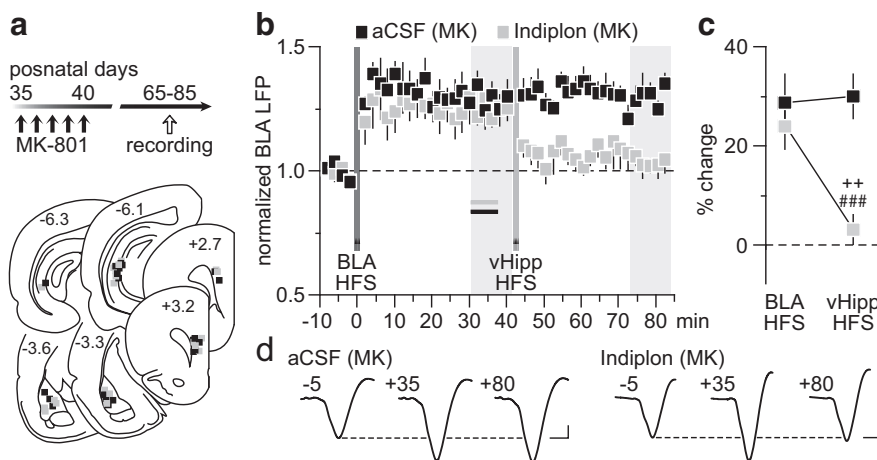 a
posnatal days
35 40 65-85
MK-801 recording
-6.3
-6.1
+2.7
+3.2
-3.6
-3.3
b
aCSF (MK) Indiplon (MK)
normalized BLA LFP
1.5
1.0
0.5
BLA HFS
vHipp HFS
-10 0 10 20 30 40 50 60 70 80 min
c
% change
40
20
0
++
###
BLA HFS
vHipp HFS
d
aCSF (MK)
-5 +35 +80
Indiplon (MK)
-5 +35 +80